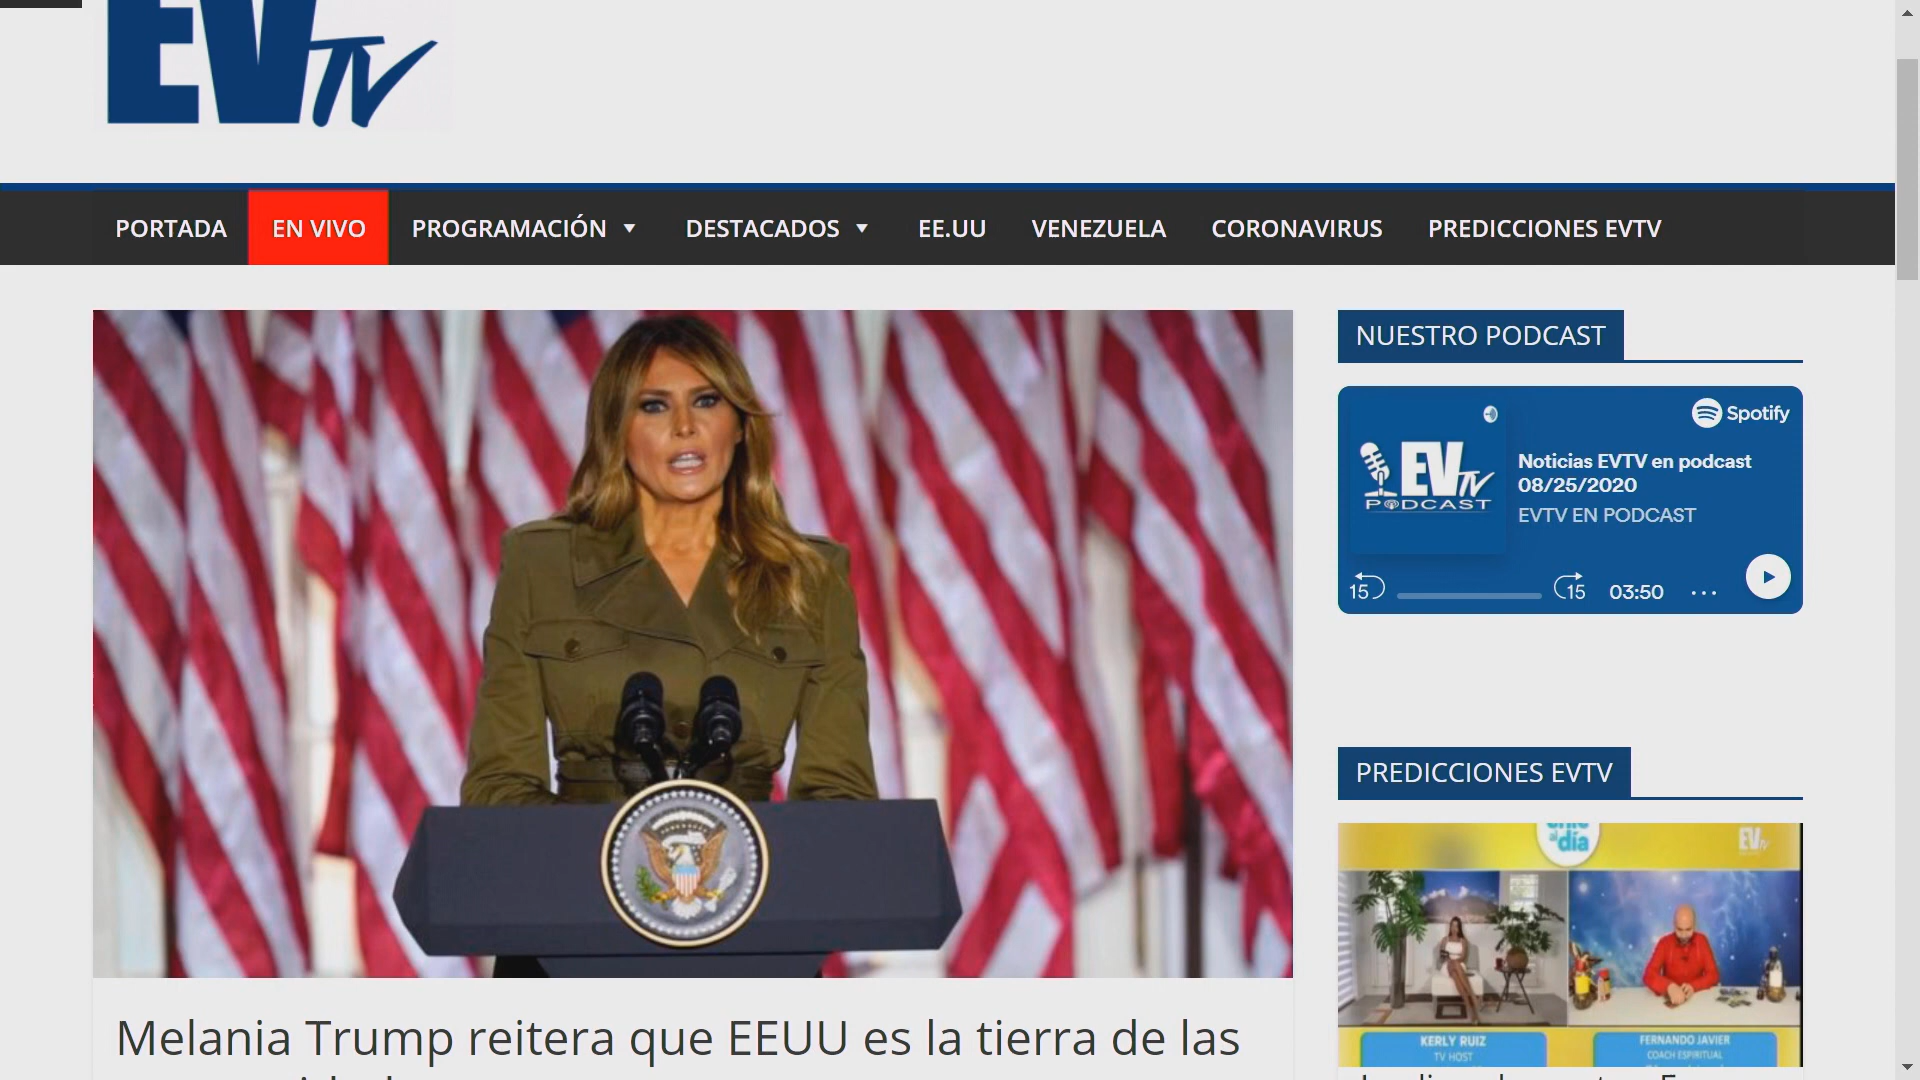 EVTV
PORTADA
EN VIVO
PROGRAMACIÓN
DESTACADOS
EE.UU
VENEZUELA
CORONAVIRUS
PREDICCIONES EVTV
Melania Trump reitera que EEUU es la tierra de las
NUESTRO PODCAST
Spotify
EVTV
PODCAST
Noticias EVTV en podcast
08/25/2020
EVTV EN PODCAST
15
15
03:50
PREDICCIONES EVTV
al
día
EVTV
KERLY RUIZ
TV HOST
FERNANDO JAVIER
COACH ESPIRITUAL